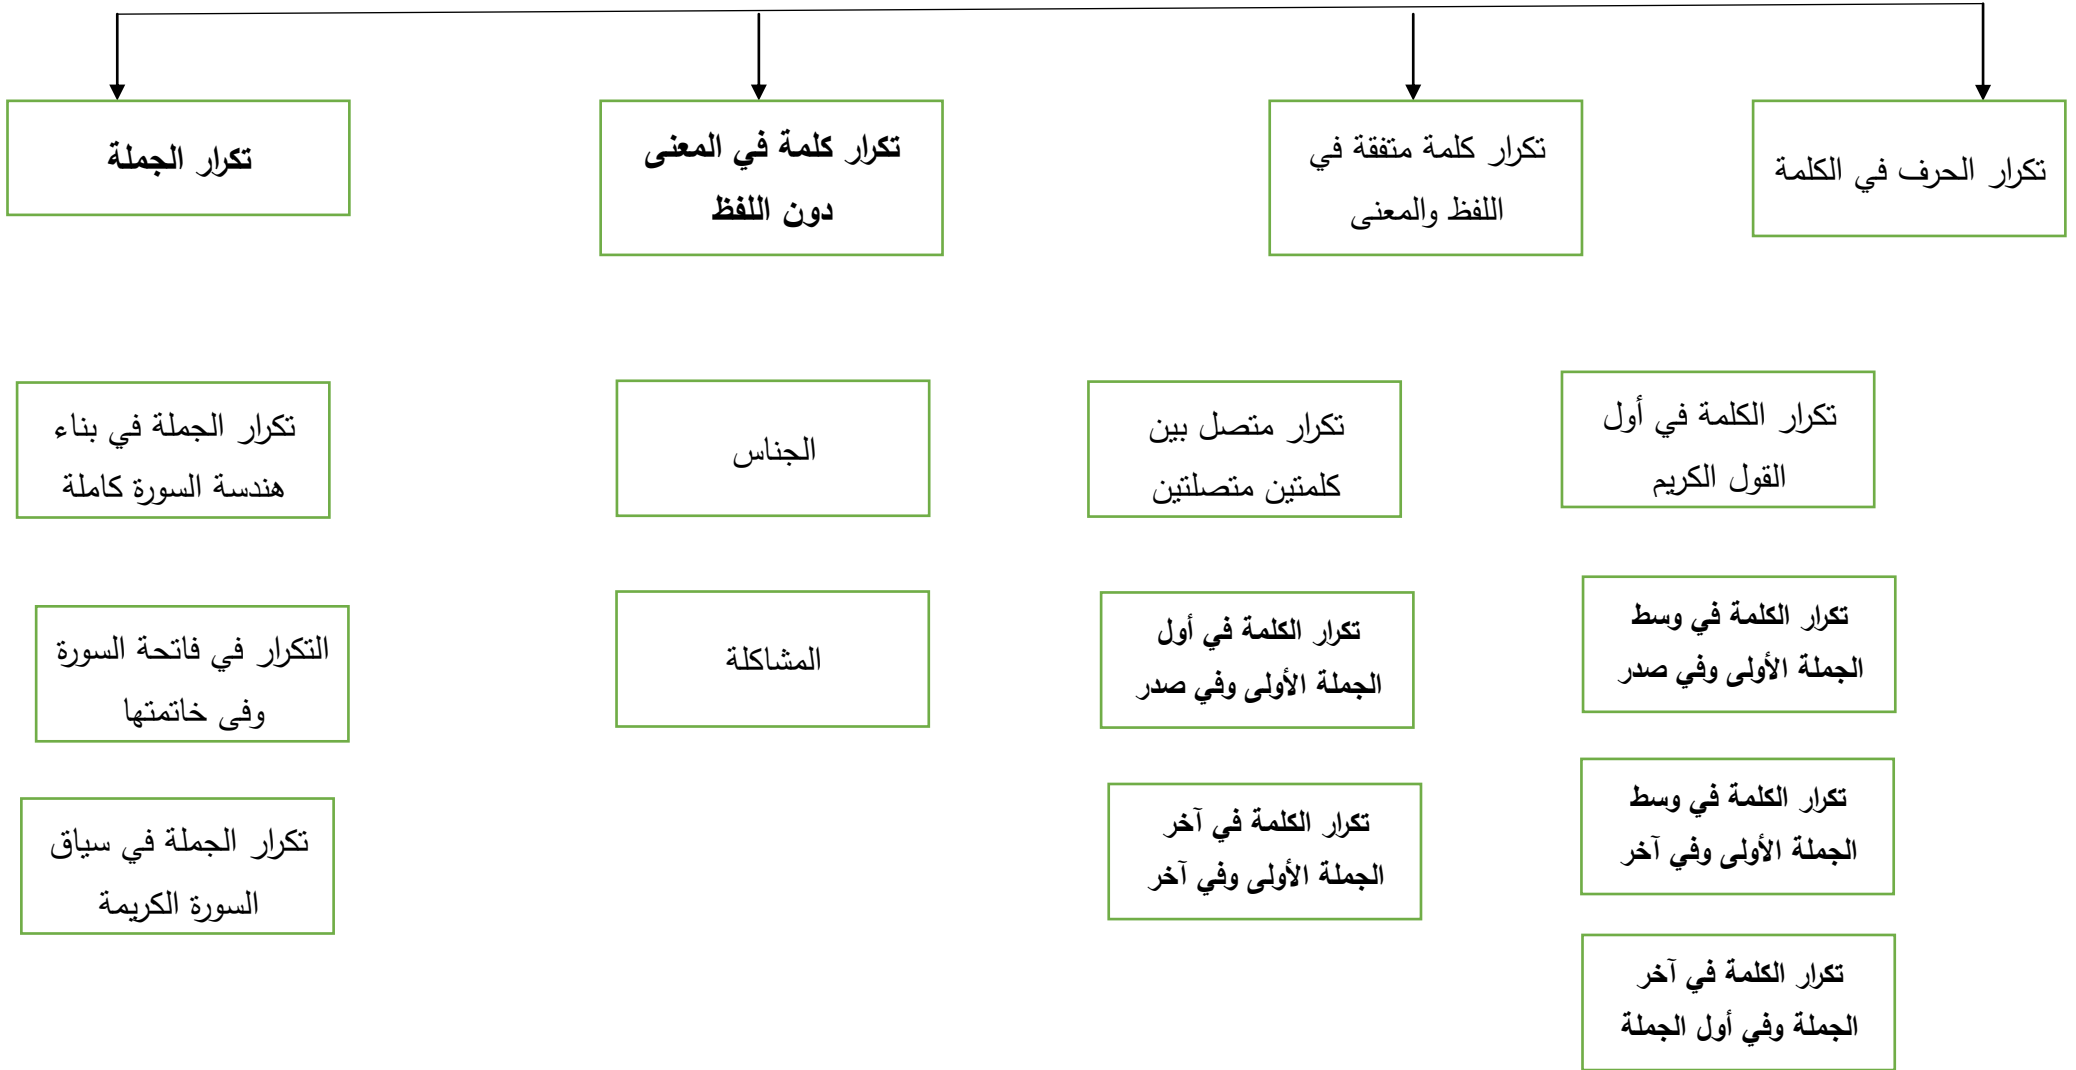 تكرار الحرف في الكلمة
تكرار كلمة متفقة في
اللفظ والمعنى
تكرار كلمة في المعنى
دون اللفظ
تكرار الجملة
تكرار الكلمة في أول
القول الكريم
تكرار الكلمة في وسط
الجملة الأولى وفي صدر
تكرار الكلمة في وسط
الجملة الأولى وفي آخر
تكرار الكلمة في آخر
الجملة وفي أول الجملة
تكرار متصل بين
كلمتين متصلتين
تكرار الكلمة في أول
الجملة الأولى وفي صدر
تكرار الكلمة في آخر
الجملة الأولى وفي آخر
الجناس
المشاكلة
تكرار الجملة في بناء
هندسة السورة كاملة
التكرار في فاتحة السورة
وفى خاتمتها
تكرار الجملة في سياق
السورة الكريمة